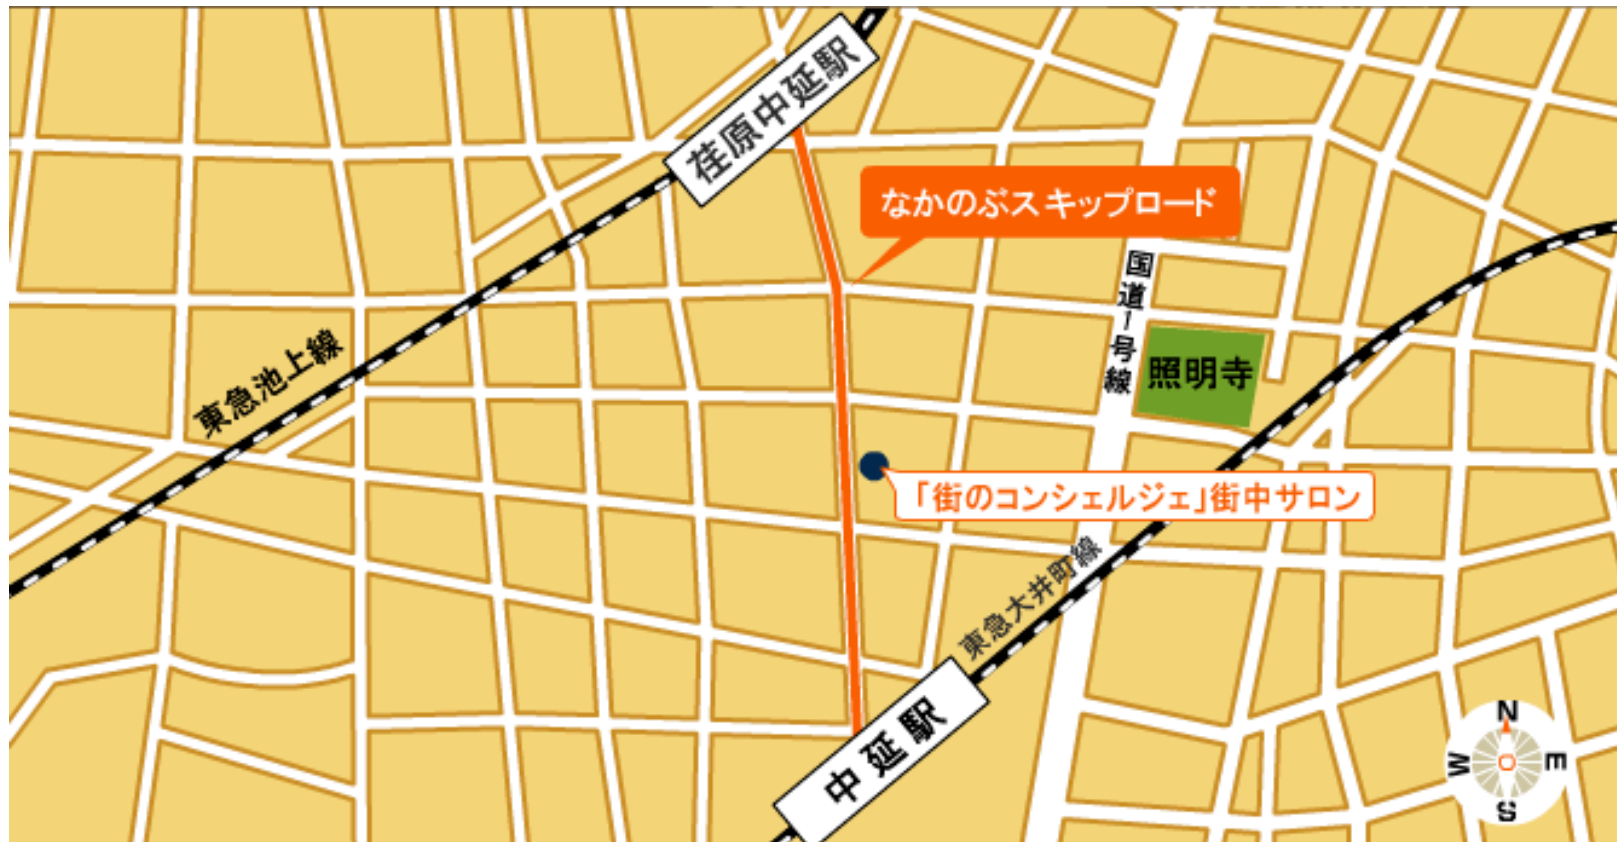 荏原中延駅
なかのぶスキップロード
国道1号線
東急池上線
照明寺
「街のコンシェルジェ」街中サロン
東急大井町線
中延駅
N
W
E
S